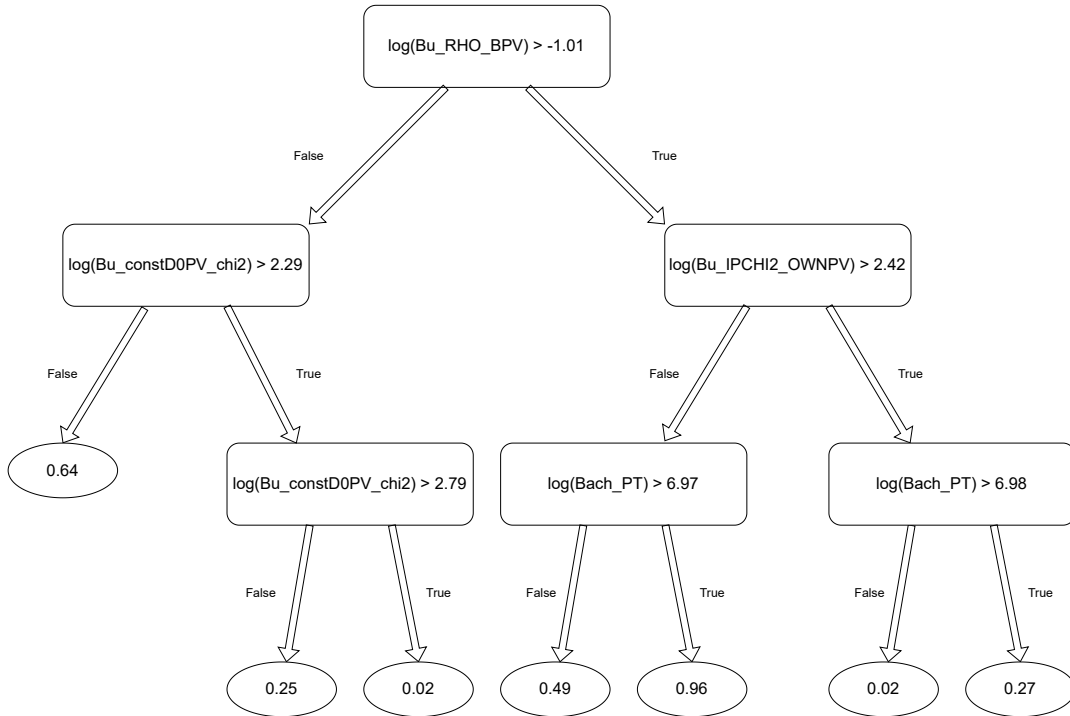 log(Bu_RHO_BPV) > -1.01
False
True
log(Bu_constD0PV_chi2) > 2.29
log(Bu_IPCHI2_OWNPV) > 2.42
False
True
False
True
0.64
log(Bu_constD0PV_chi2) > 2.79
log(Bach_PT) > 6.97
log(Bach_PT) > 6.98
False
True
False
True
False
True
0.25
0.02
0.49
0.96
0.02
0.27